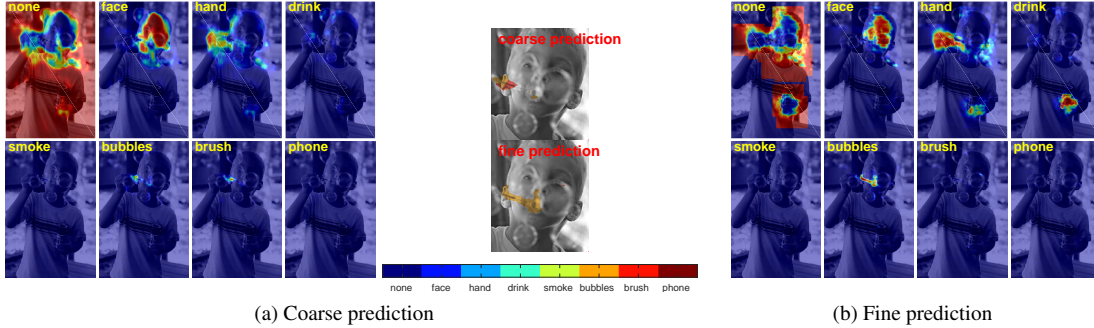 none face hand drink
smoke bubbles brush phone
coarse prediction
fine prediction
none face hand drink smoke bubbles brush phone
none face hand drink
smoke bubbles brush phone
(a) Coarse prediction
(b) Fine prediction